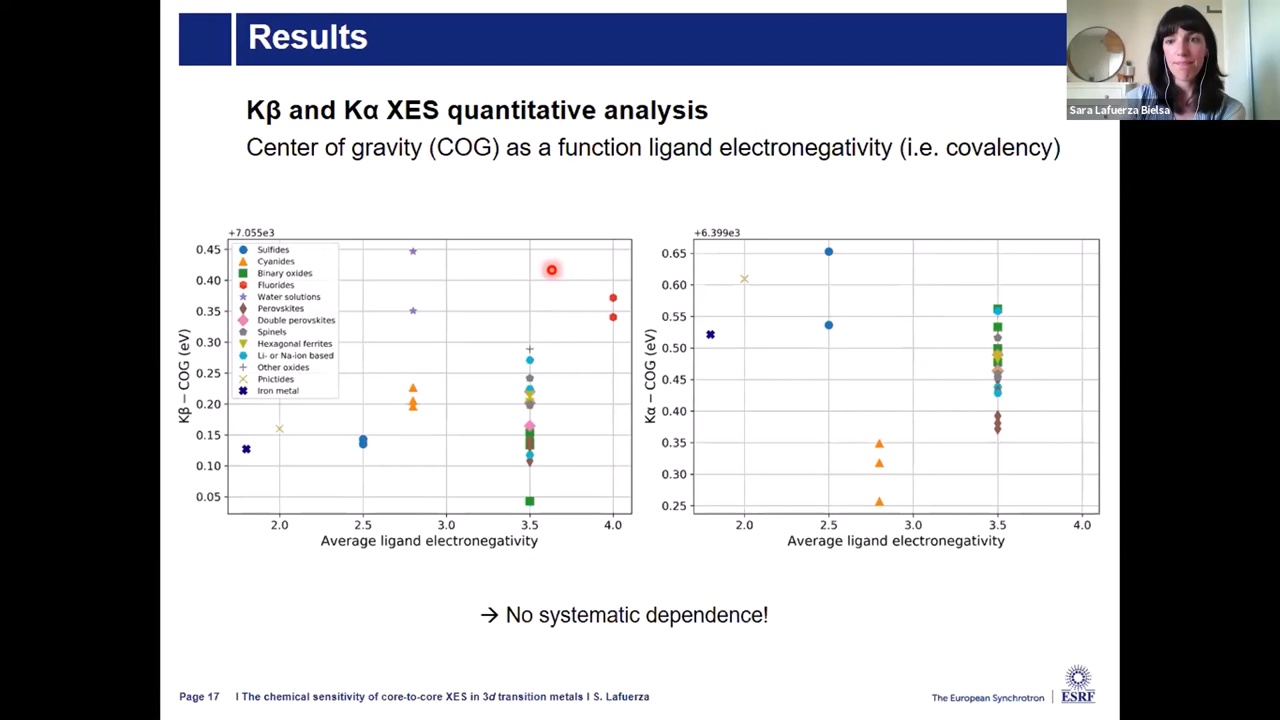 Results
Sara Lafuerza Bielsa
Kβ and Kα XES quantitative analysis
Center of gravity (COG) as a function ligand electronegativity (i.e. covalency)
+7.055e3
Kβ − COG (eV)
0.45
0.40
0.35
0.30
0.25
0.20
0.15
0.10
0.05
Sulfides
Cyanides
Binary oxides
Fluorides
Water solutions
Perovskites
Double perovskites
Spinels
Hexagonal ferrites
Li- or Na-ion based
Other oxides
Pnictides
Iron metal
2.0 2.5 3.0 3.5 4.0
Average ligand electronegativity
+6.399e3
Kα − COG (eV)
0.65
0.60
0.55
0.50
0.45
0.40
0.35
0.30
0.25
2.0 2.5 3.0 3.5 4.0
Average ligand electronegativity
→ No systematic dependence!
Page 17 l The chemical sensitivity of core-to-core XES in 3d transition metals l S. Lafuerza
The European Synchrotron
ESRF